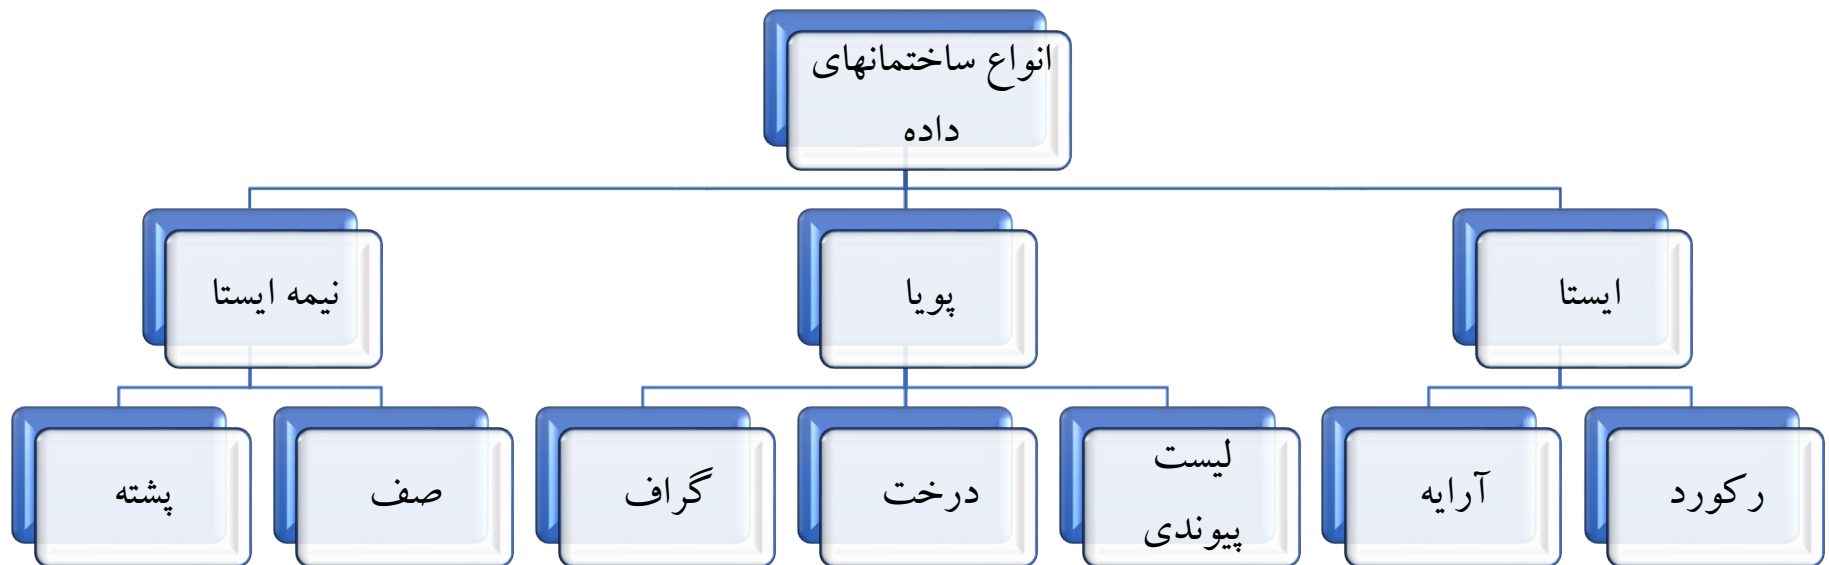 انواع ساختمانهای
داده
ایستا
پویا
نیمه ایستا
رکورد
آرایه
لیست
پیوندی
درخت
گراف
صف
پشته